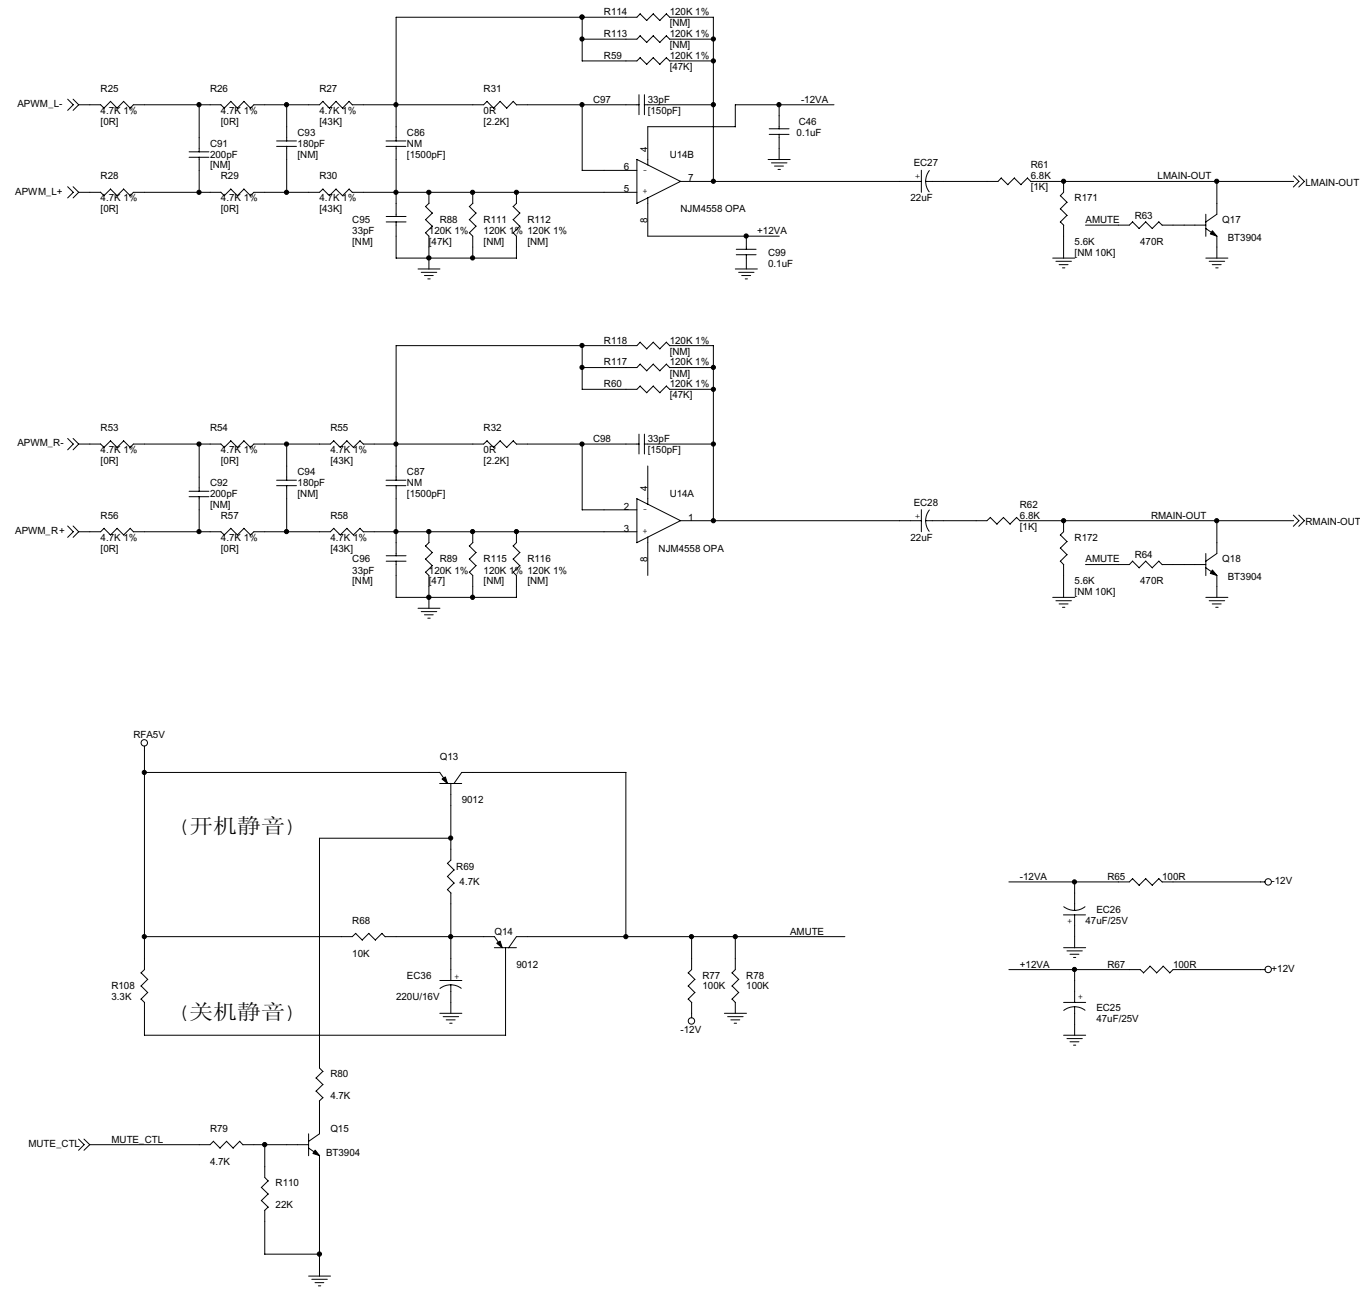 R114 120K 1%
[NM]
R113 120K 1%
[NM]
R59 120K 1%
[47K]
R25 R26 R27 R31
APWM_L- 4.7K 1% 4.7K 1% 4.7K 1% 0R C97 33pF -12VA
[0R] [0R] [43K] [2.2K] [150pF]
C91 C93 C86 C46
200pF 180pF NM 0.1uF
[NM] [NM] [1500pF]
4 U14B
6 -
5 +
7
8
NJM4558 OPA
R28 R29 R30
APWM_L+ 4.7K 1% 4.7K 1% 4.7K 1%
[0R] [0R] [43K]
C95 R88 R111 R112
33pF 120K 1% 120K 1% 120K 1%
[NM] [47K] [NM] [NM]
+12VA
C99
0.1uF
EC27
+
22uF
R61
6.8K
[1K]
LMAIN-OUT LMAIN-OUT
R171
5.6K
[NM 10K]
AMUTE R63
470R
Q17
BT3904
R118 120K 1%
[NM]
R117 120K 1%
[NM]
R60 120K 1%
[47K]
R53 R54 R55 R32
APWM_R- 4.7K 1% 4.7K 1% 4.7K 1% 0R C98 33pF
[0R] [0R] [43K] [2.2K] [150pF]
C92 C94 C87
200pF 180pF NM
[NM] [NM] [1500pF]
4 U14A
2 -
3 +
1
8
NJM4558 OPA
R56 R57 R58
APWM_R+ 4.7K 1% 4.7K 1% 4.7K 1%
[0R] [0R] [43K]
C96 R89 R115 R116
33pF 120K 1% 120K 1% 120K 1%
[NM] [47] [NM] [NM]
EC28
+
22uF
R62
6.8K
[1K]
RMAIN-OUT RMAIN-OUT
R172
5.6K
[NM 10K]
AMUTE R64
470R
Q18
BT3904
RFA5V
Q13
9012
(开机静音)
R69
4.7K
R68
10K
Q14
9012
AMUTE
EC36 +
220U/16V
R77
100K
R78
100K
-12V
R108
3.3K
(关机静音)
R80
4.7K
MUTE_CTL MUTE_CTL R79
4.7K
Q15
BT3904
R110
22K
-12VA R65 100R -12V
EC26
+ 47uF/25V
+12VA R67 100R +12V
+
EC25
47uF/25V